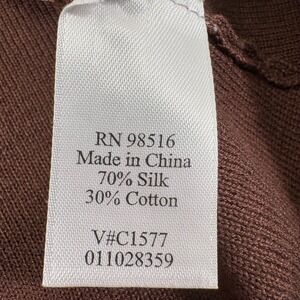 RN 98516
Made in China
70% Silk
30% Cotton
V#C1577
011028359